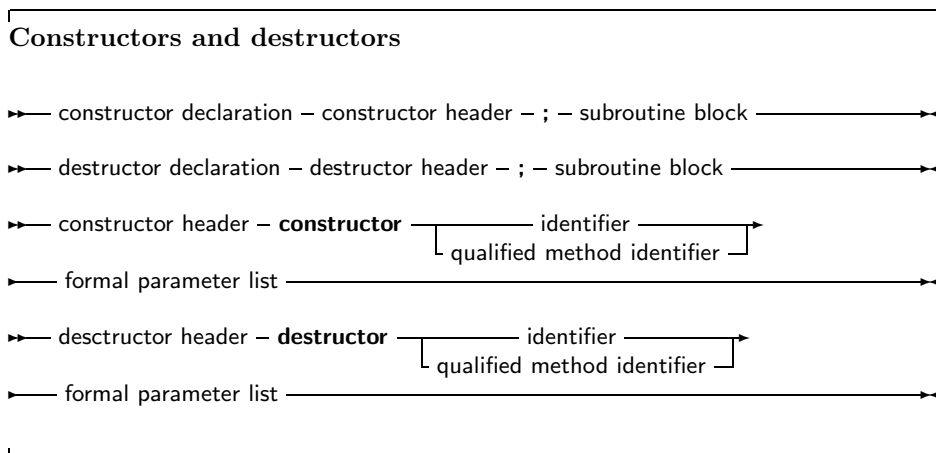 Constructors and destructors
constructor declaration constructor header ; subroutine block
destructor declaration destructor header ; subroutine block
constructor header constructor identifier
qualified method identifier
formal parameter list
desctructor header destructor identifier
qualified method identifier
formal parameter list